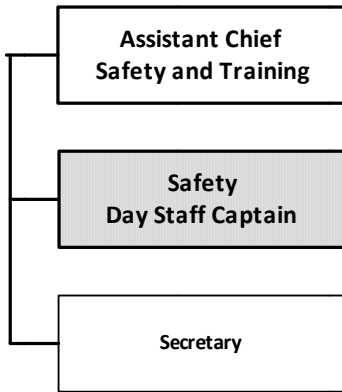 Assistant Chief
Safety and Training
Safety
Day Staff Captain
Secretary